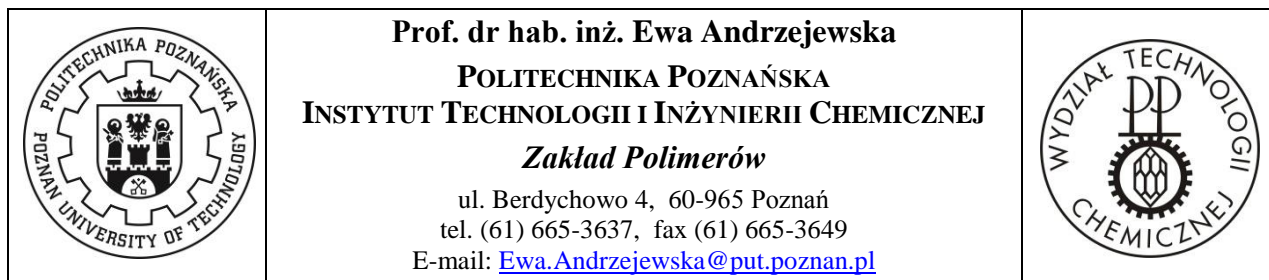 POLITECHNIKA POZNAŃSKA
POZNAN UNIVERSITY OF TECHNOLOGY
Prof. dr hab. inż. Ewa Andrzejewska
POLITECHNIKA POZNAŃSKA
INSTYTUT TECHNOLOGII I INŻYNIERII CHEMICZNEJ
Zakład Polimerów
ul. Berdychowo 4, 60-965 Poznań
tel. (61) 665-3637, fax (61) 665-3649
E-mail: Ewa.Andrzejewska@put.poznan.pl
WYDZIAŁ TECHNOLOGII
PP
CHEMICZNEJ